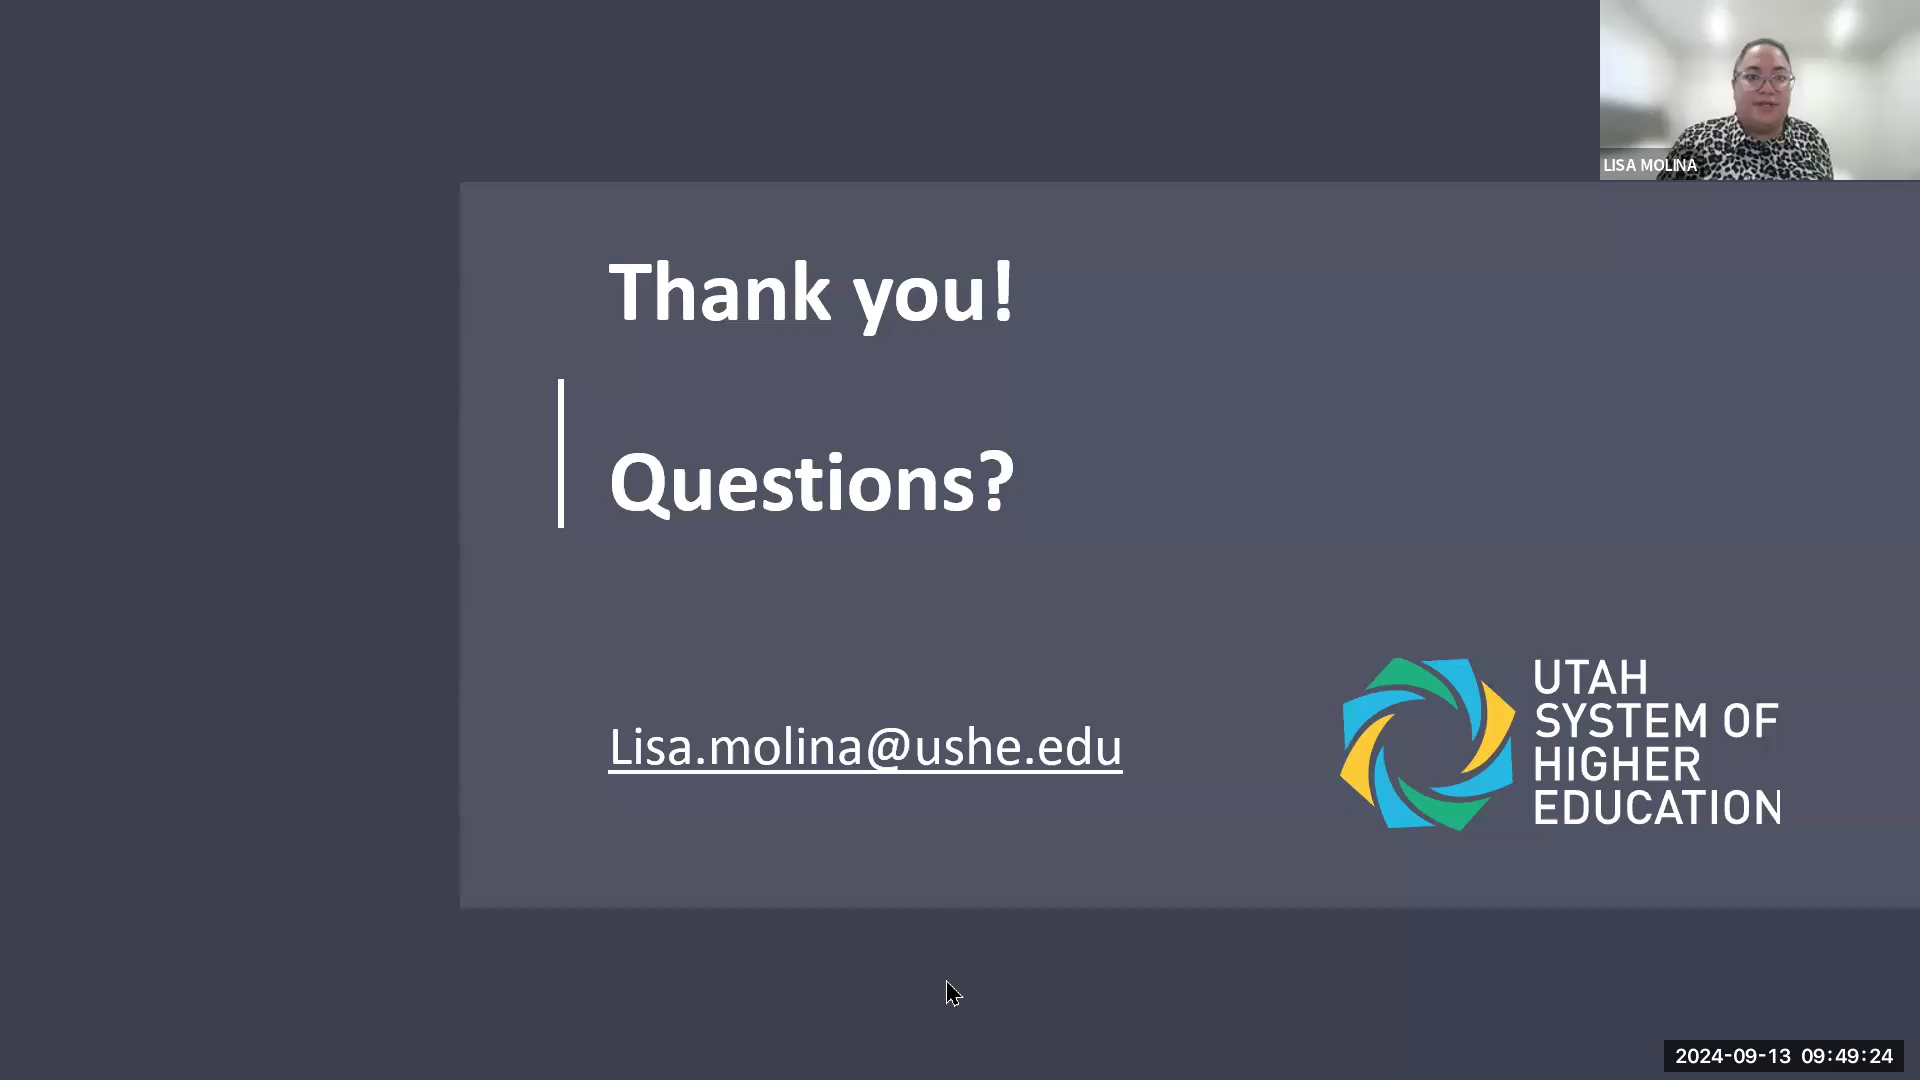 LISA MOLINA
Thank you!
Questions?
Lisa.molina@ushe.edu
UTAH
SYSTEM OF
HIGHER
EDUCATION
2024-09-13 09:49:24